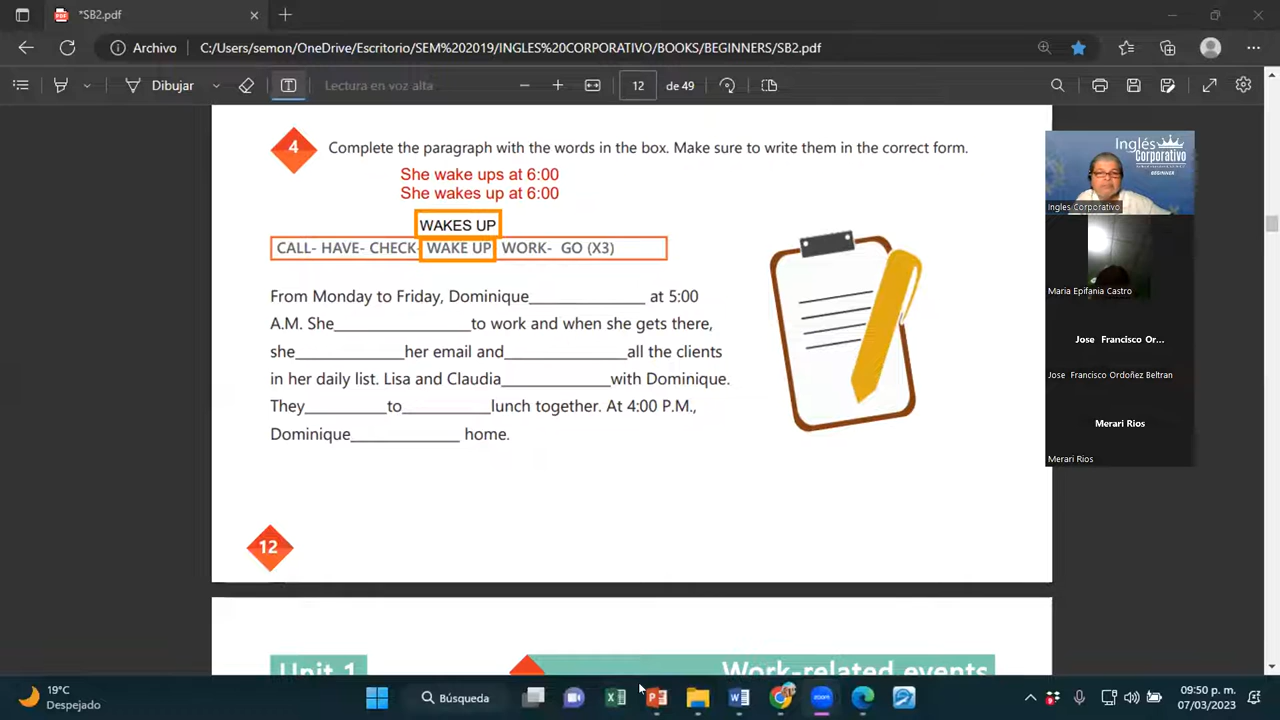 *SB2.pdf
Archivo C:/Users/semon/OneDrive/Escritorio/SEM%202019/INGLES%20CORPORATIVO/BOOKS/BEGINNERS/SB2.pdf
Dibujar Lectura en voz alta 12 de 49
4 Complete the paragraph with the words in the box. Make sure to write them in the correct form.
She wake ups at 6:00
She wakes up at 6:00
WAKES UP
CALL- HAVE- CHECK- WAKE UP WORK- GO (X3)
From Monday to Friday, Dominique______________ at 5:00
A.M. She________________to work and when she gets there,
she_____________her email and______________all the clients
in her daily list. Lisa and Claudia_____________with Dominique.
They_________to__________lunch together. At 4:00 P.M.,
Dominique_____________ home.
12
Unit 1 Work-related events
Inglés
Corporativo
BEGINNER
Ingles Corporativo
Maria Epifania Castro
Jose Francisco Or...
Jose Francisco Ordoñez Beltran
Merari Rios
Merari Rios
19°C
Despejado
Búsqueda
zoom
09:50 p. m.
07/03/2023